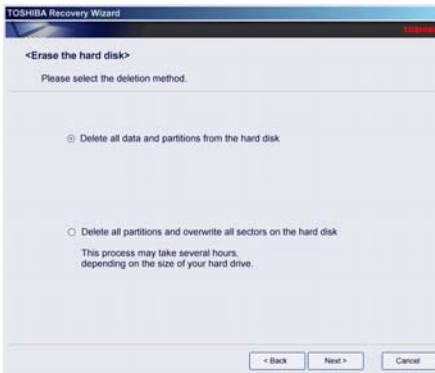 TOSHIBA Recovery Wizard
TOSHIBA
<Erase the hard disk>
Please select the deletion method.
Delete all data and partitions from the hard disk
Delete all partitions and overwrite all sectors on the hard disk
This process may take several hours,
depending on the size of your hard drive.
< Back Next > Cancel